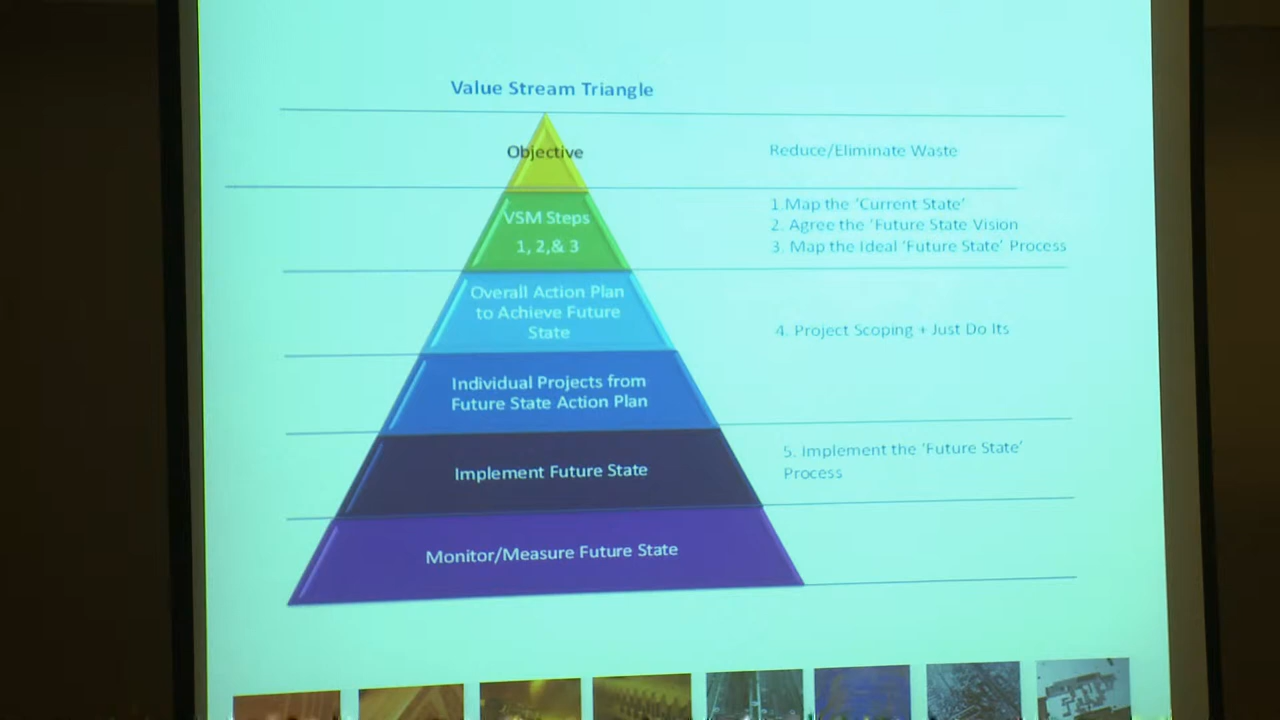 Value Stream Triangle
Objective
Reduce/Eliminate Waste
VSM Steps
1, 2,& 3
1.Map the ‘Current State’
2. Agree the ‘Future State Vision
3. Map the Ideal ‘Future State’ Process
Overall Action Plan
to Achieve Future
State
4. Project Scoping + Just Do Its
Individual Projects from
Future State Action Plan
Implement Future State
5. Implement the ‘Future State’
Process
Monitor/Measure Future State